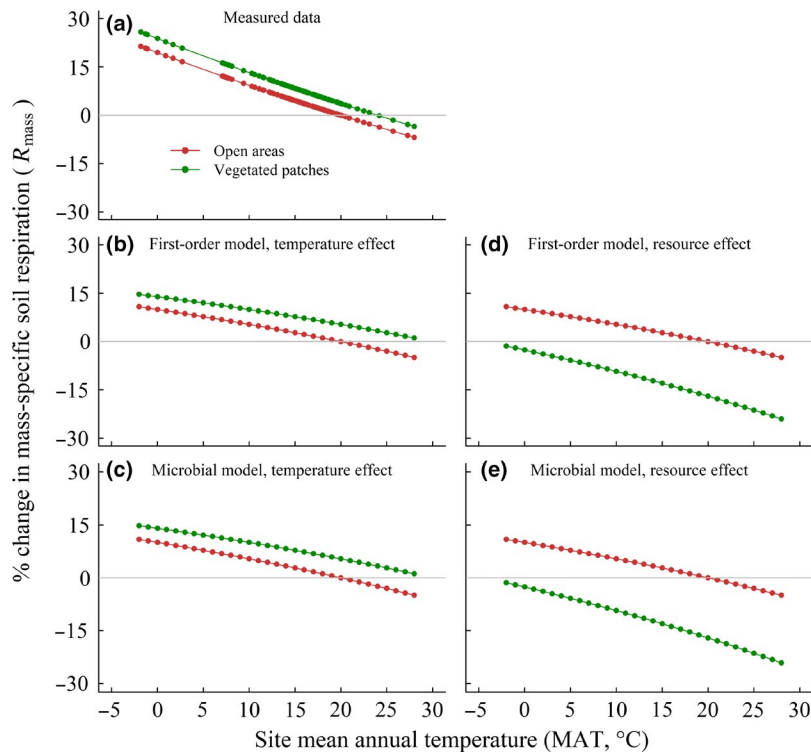 % change in mass-specific soil respiration (Rmass)
(a) Measured data
30
15
0
−15
−30
Open areas
Vegetated patches
(b) First-order model, temperature effect
30
15
0
−15
−30
(d) First-order model, resource effect
(c) Microbial model, temperature effect
30
15
0
−15
−30
−5 0 5 10 15 20 25 30
(e) Microbial model, resource effect
−5 0 5 10 15 20 25 30
Site mean annual temperature (MAT, °C)